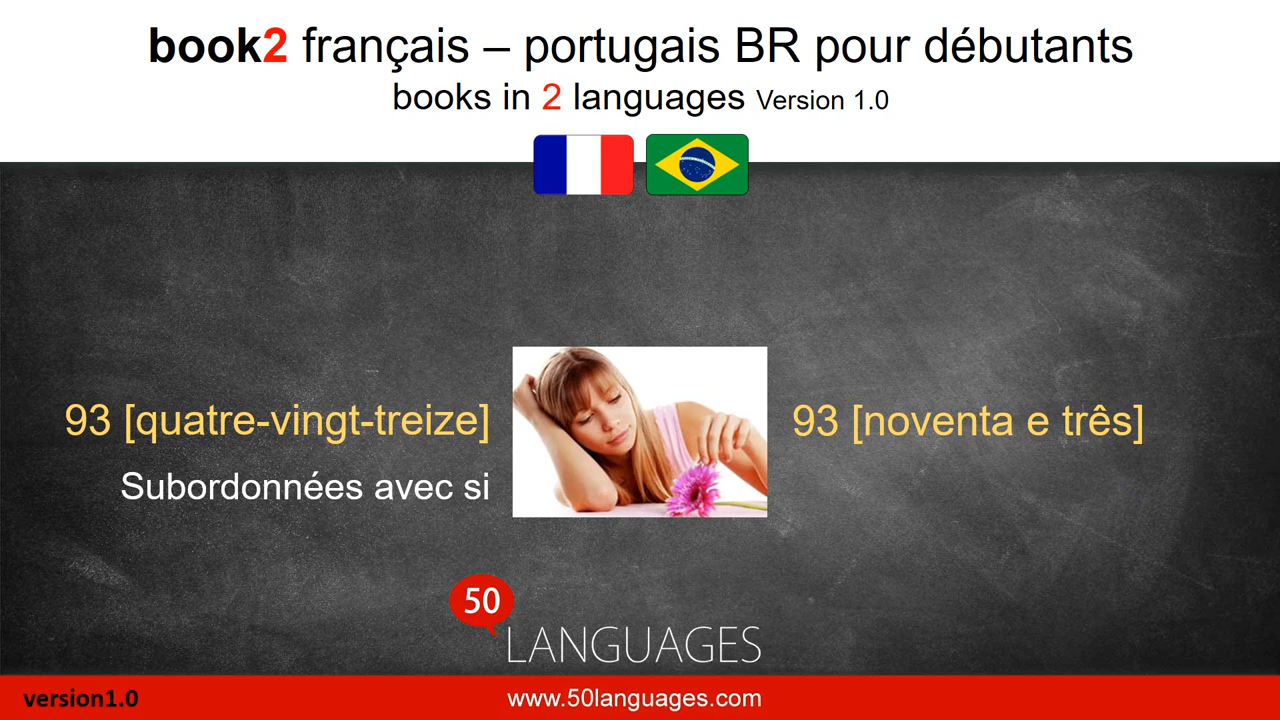 book2 français – portugais BR pour débutants
books in 2 languages Version 1.0
93 [quatre-vingt-treize]
Subordonnées avec si
93 [noventa e três]
50
LANGUAGES
version1.0
www.50languages.com